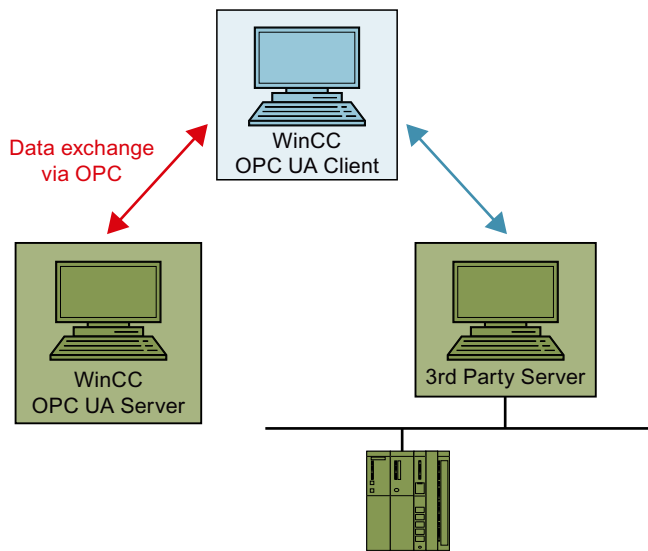 WinCC
OPC UA Client
Data exchange
via OPC
WinCC
OPC UA Server
3rd Party Server